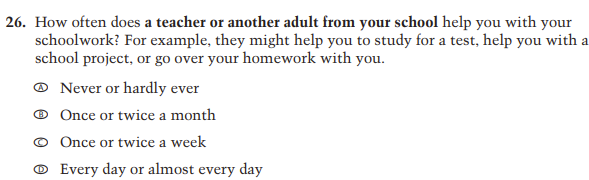 26. How often does a teacher or another adult from your school help you with your
schoolwork? For example, they might help you to study for a test, help you with a
school project, or go over your homework with you.
A Never or hardly ever
B Once or twice a month
C Once or twice a week
D Every day or almost every day